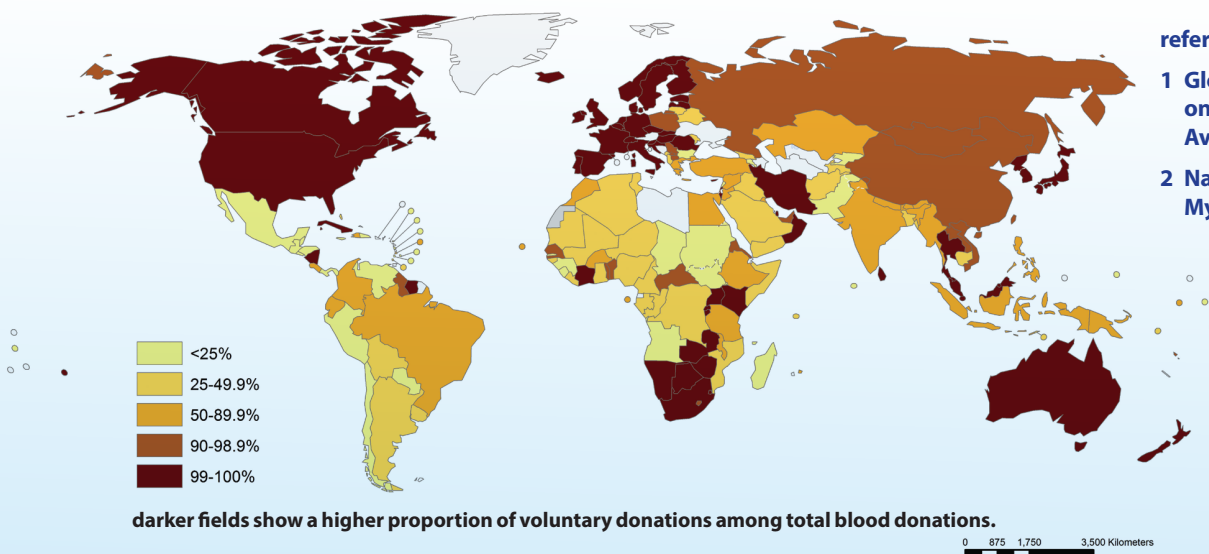 refer
1 Glo
on
Av
2 Na
My
<25%
25-49.9%
50-89.9%
90-98.9%
99-100%
darker fields show a higher proportion of voluntary donations among total blood donations.
0 875 1,750 3,500 Kilometers